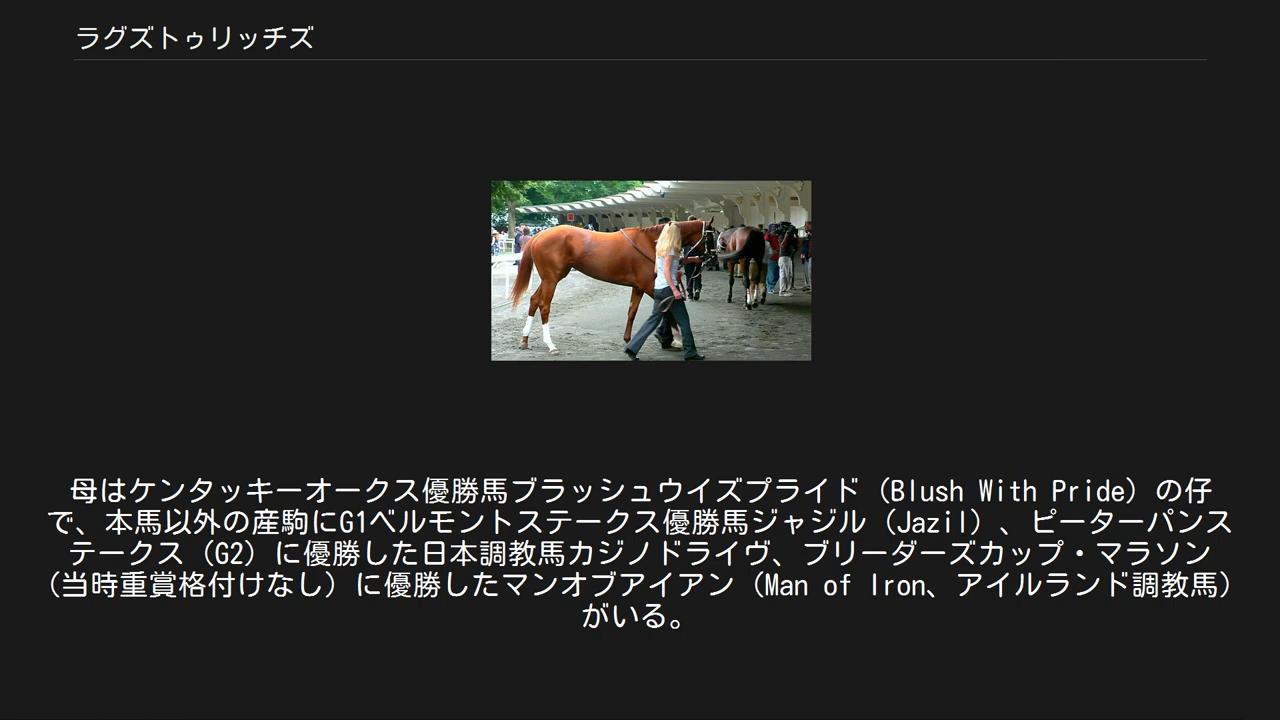 ラグズトゥリッチズ
母はケンタッキーオークス優勝馬ブラッシュウイズプライド（Blush With Pride）の仔
で、本馬以外の産駒にG1ベルモントステークス優勝馬ジャジル（Jazil）、ピーターパンス
テークス（G2）に優勝した日本調教馬カジノドライヴ、ブリーダーズカップ・マラソン
（当時重賞格付けなし）に優勝したマンオブアイアン（Man of Iron、アイルランド調教馬）
がいる。